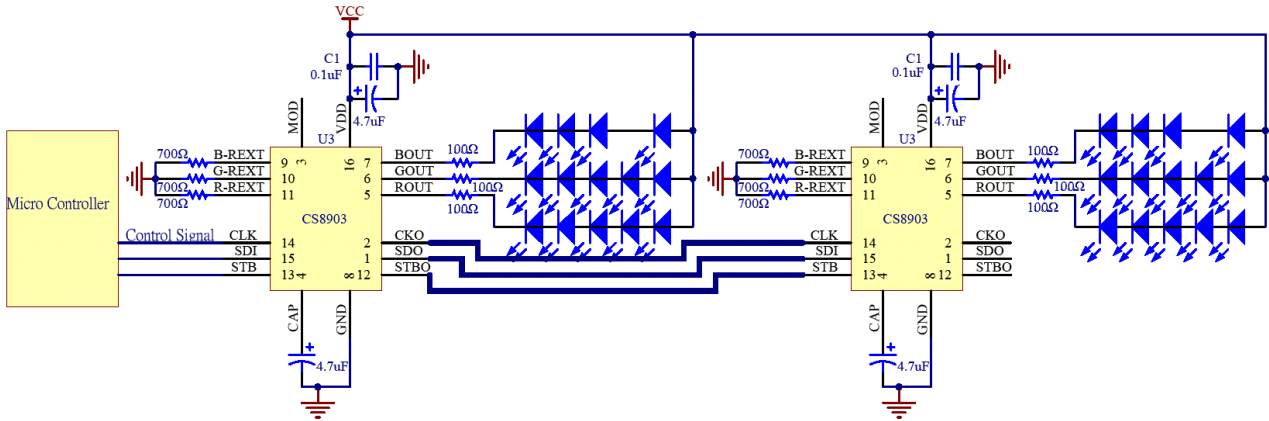 VCC
C1
0.1uF
4.7uF
MOD
VDD
U3
3
16
700Ω
B-REXT
9
G-REXT
10
700Ω
R-REXT
11
700Ω
7
BOUT
100Ω
6
GOUT
100Ω
5
ROUT
100Ω
CS8903
Micro Controller
Control Signal
CLK
14
SDI
15
STB
13
2
CKO
1
SDO
12
STBO
4
8
CAP
GND
4.7uF
C1
0.1uF
4.7uF
MOD
VDD
U3
3
16
700Ω
B-REXT
9
G-REXT
10
700Ω
R-REXT
11
700Ω
7
BOUT
100Ω
6
GOUT
100Ω
5
ROUT
100Ω
CS8903
CLK
14
SDI
15
STB
13
2
CKO
1
SDO
12
STBO
4
8
CAP
GND
4.7uF